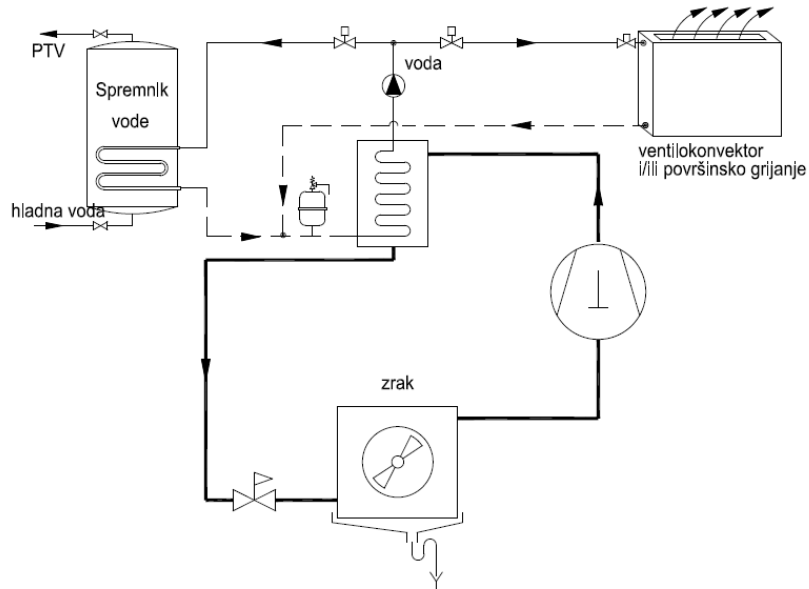 PTV
Spremnik
vode
hladna voda
voda
ventilokonvektor
i/ili površinsko grijanje
zrak